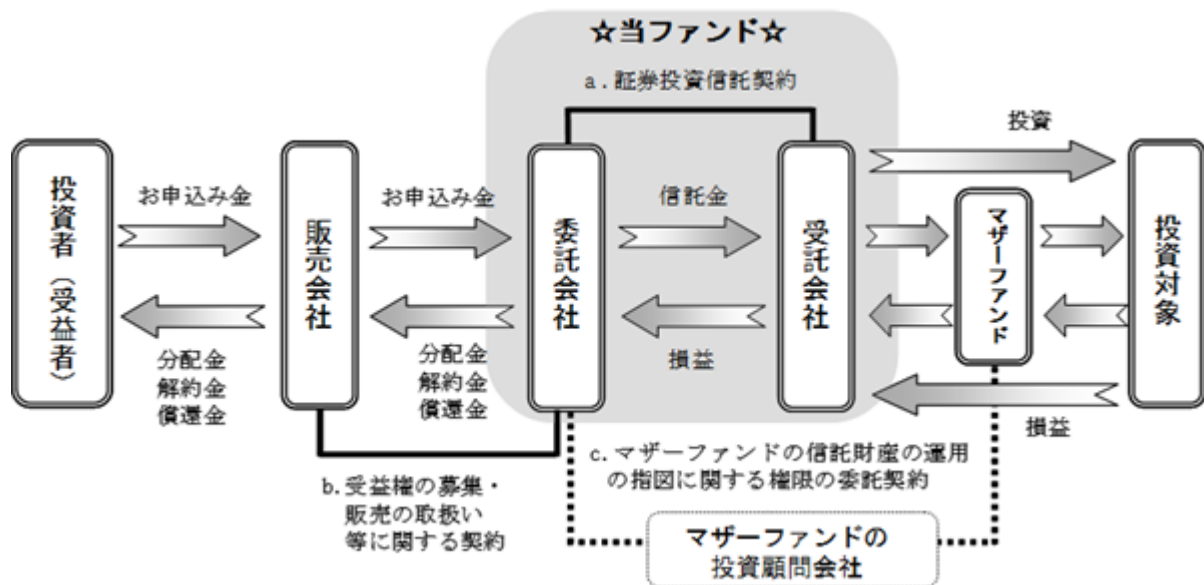 ☆当ファンド☆
a.証券投資信託契約
投資者（受益者）
お申込み金
分配金
解約金
償還金
販売会社
お申込み金
分配金
解約金
償還金
委託会社
信託金
損益
受託会社
投資
マザーファンド
損益
投資対象
b.受益権の募集・
販売の取扱い
等に関する契約
c.マザーファンドの信託財産の運用
の指図に関する権限の委託契約
マザーファンドの
投資顧問会社